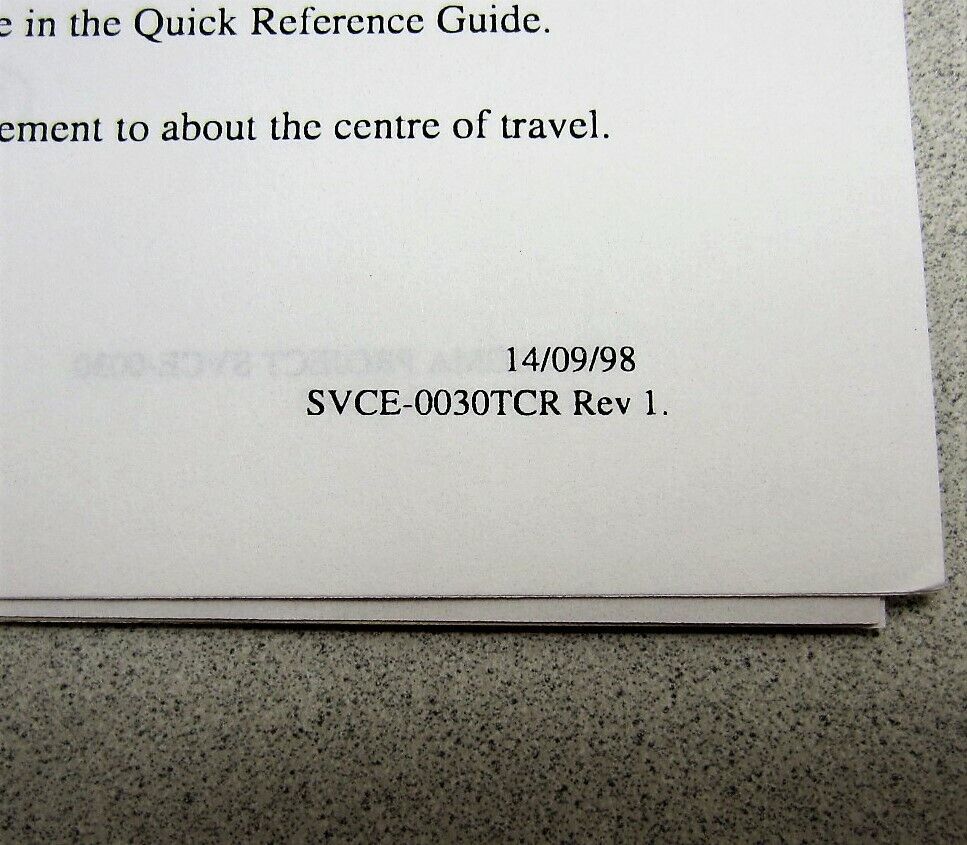 e in the Quick Reference Guide.
ement to about the centre of travel.
14/09/98
SVCE-0030TCR Rev 1.